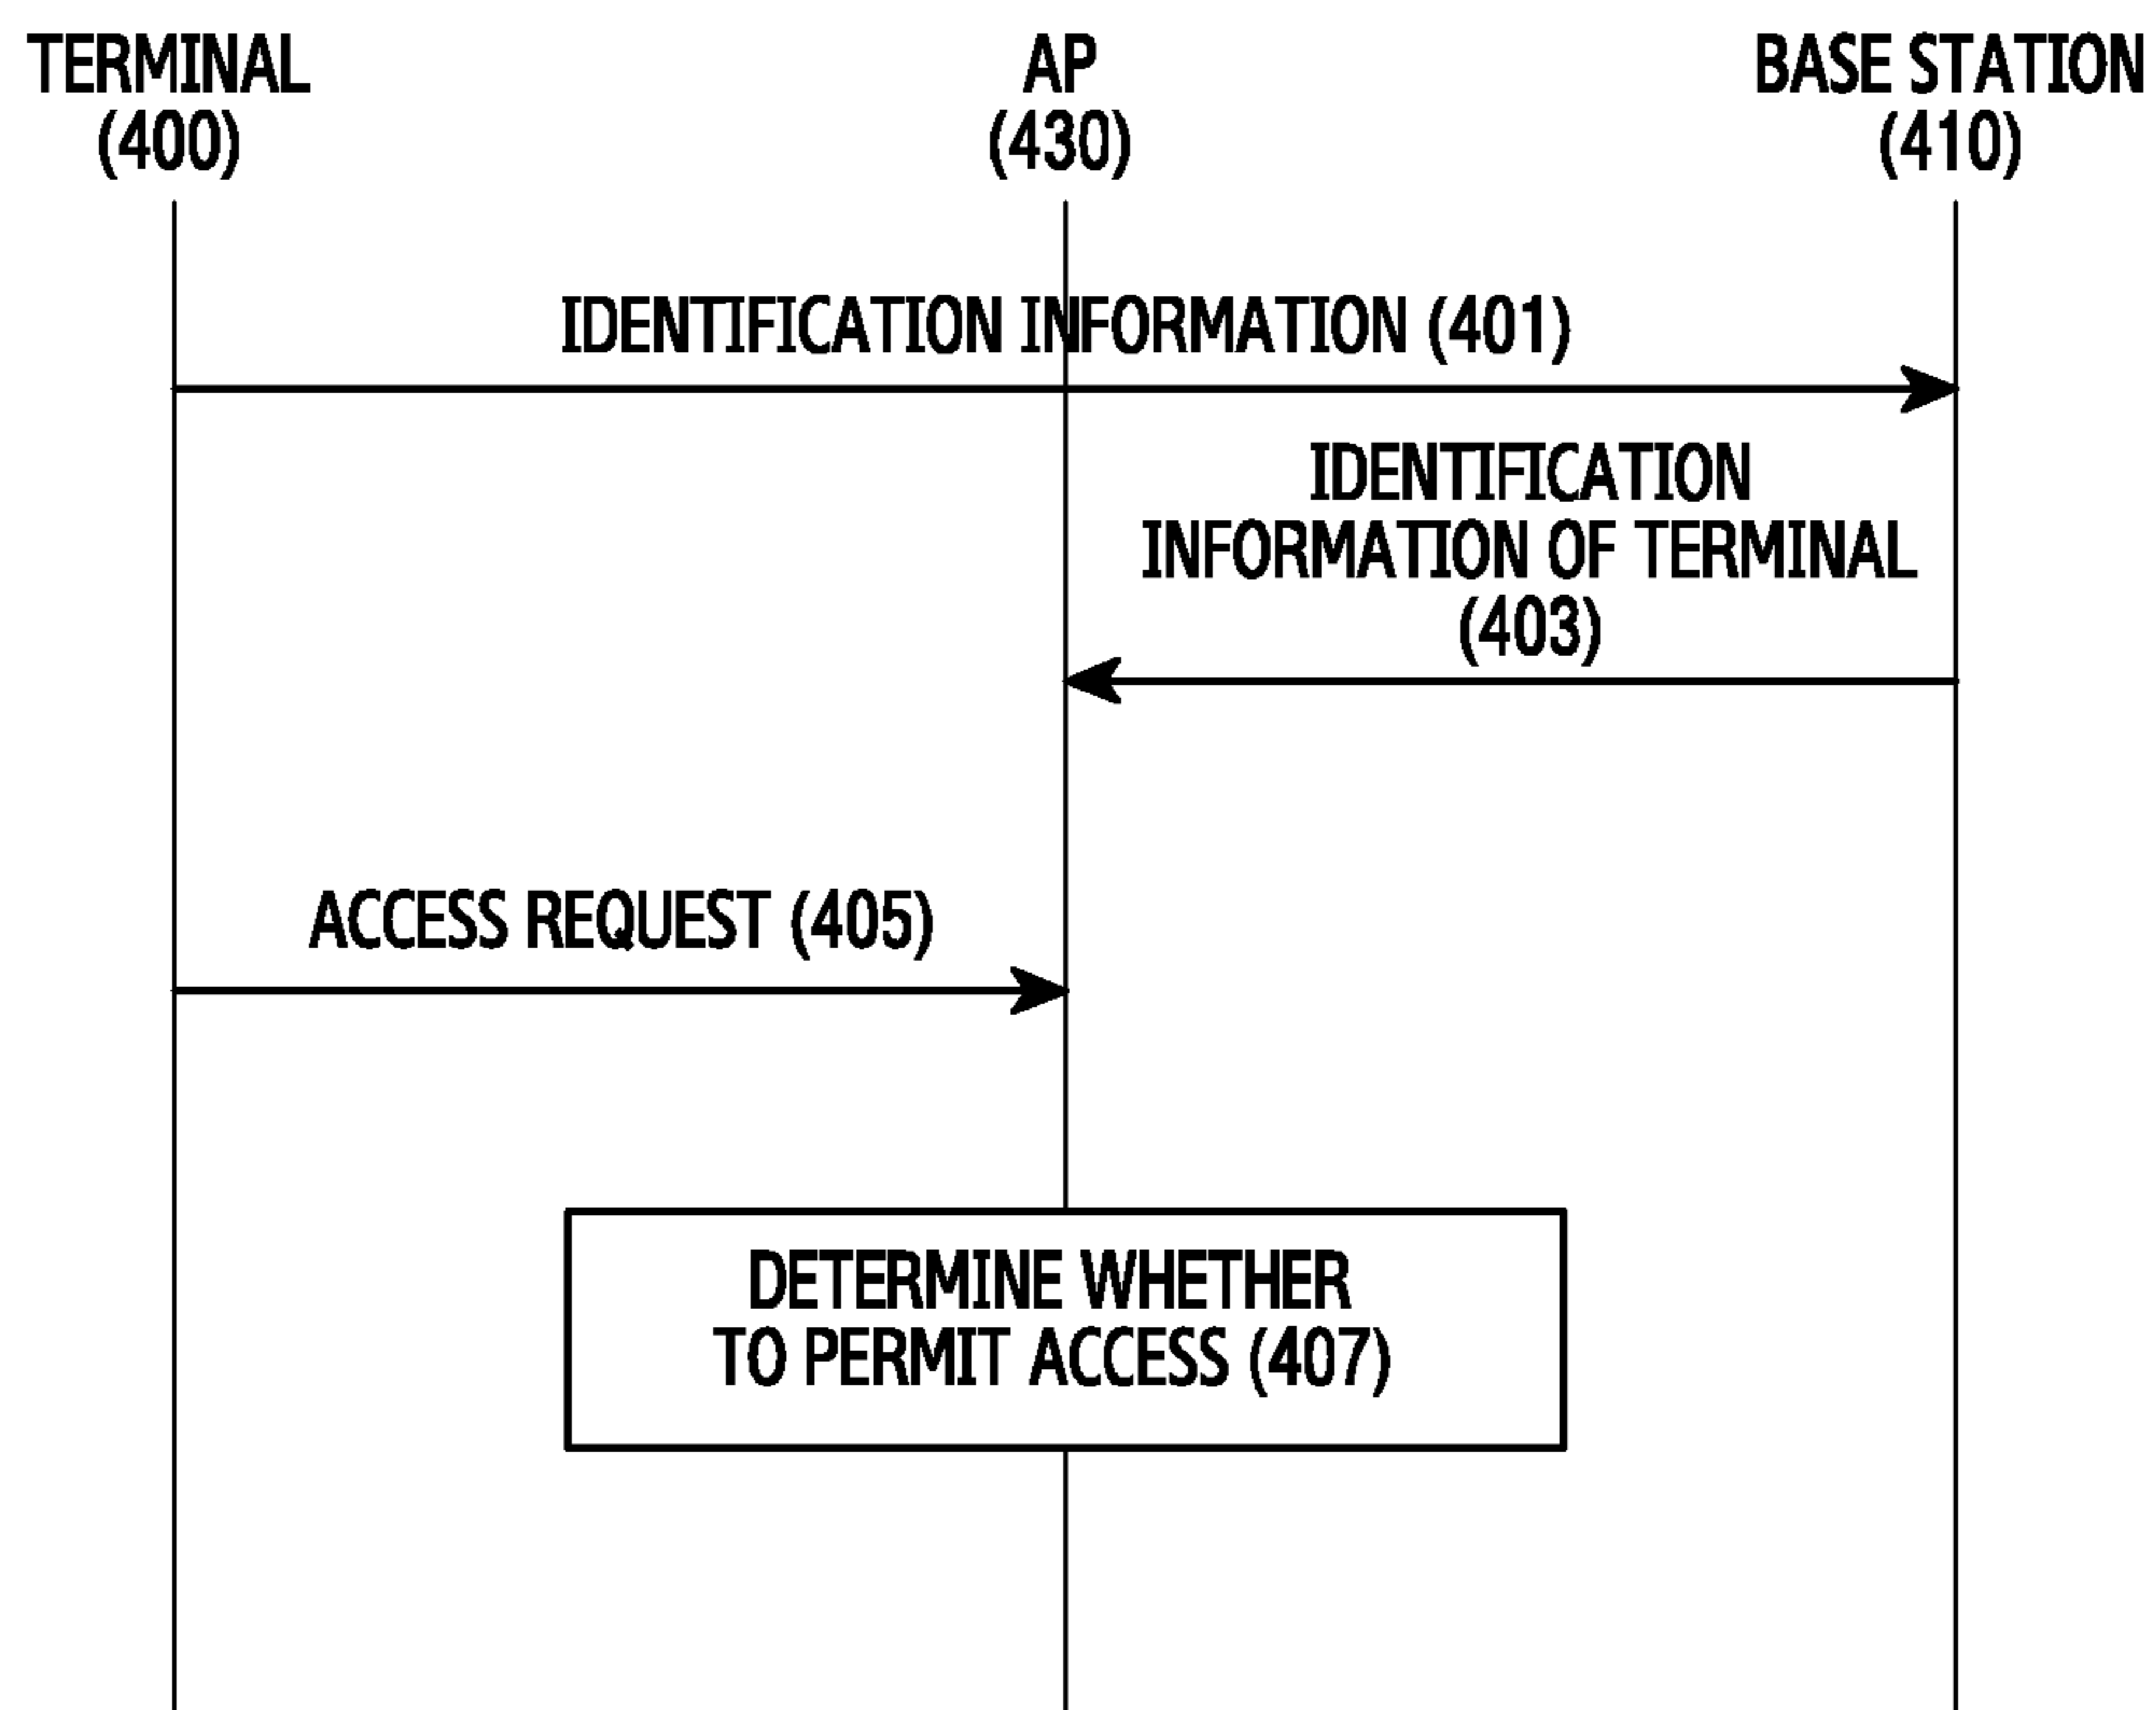 TERMINAL
(400)
AP
(430)
BASE STATION
(410)
IDENTIFICATION INFORMATION (401)
IDENTIFICATION
INFORMATION OF TERMINAL
(403)
ACCESS REQUEST (405)
DETERMINE WHETHER
TO PERMIT ACCESS (407)